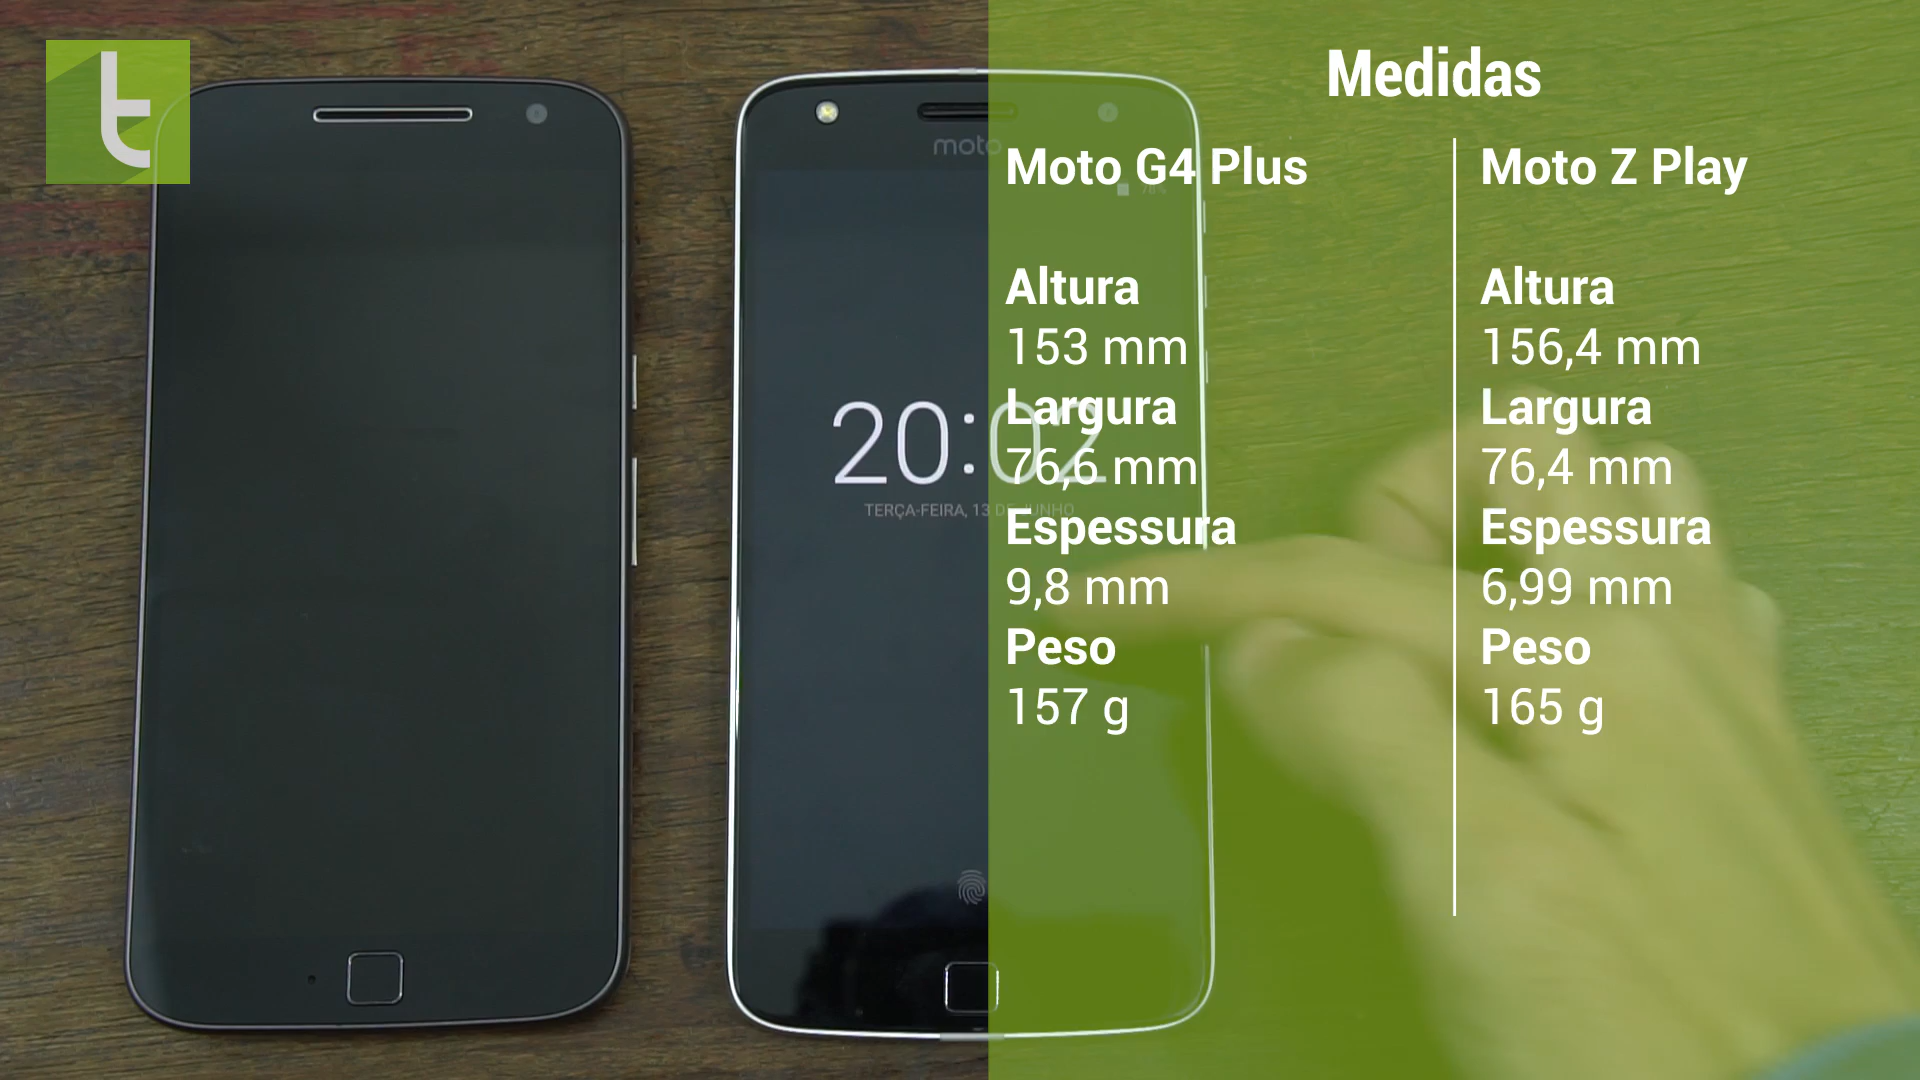 t
Medidas
moto
Moto G4 Plus
Altura
153 mm
Largura
76,6 mm
Espessura
9,8 mm
Peso
157 g
Moto Z Play
Altura
156,4 mm
Largura
76,4 mm
Espessura
6,99 mm
Peso
165 g
20:02
TERÇA-FEIRA, 13 DE JUNHO